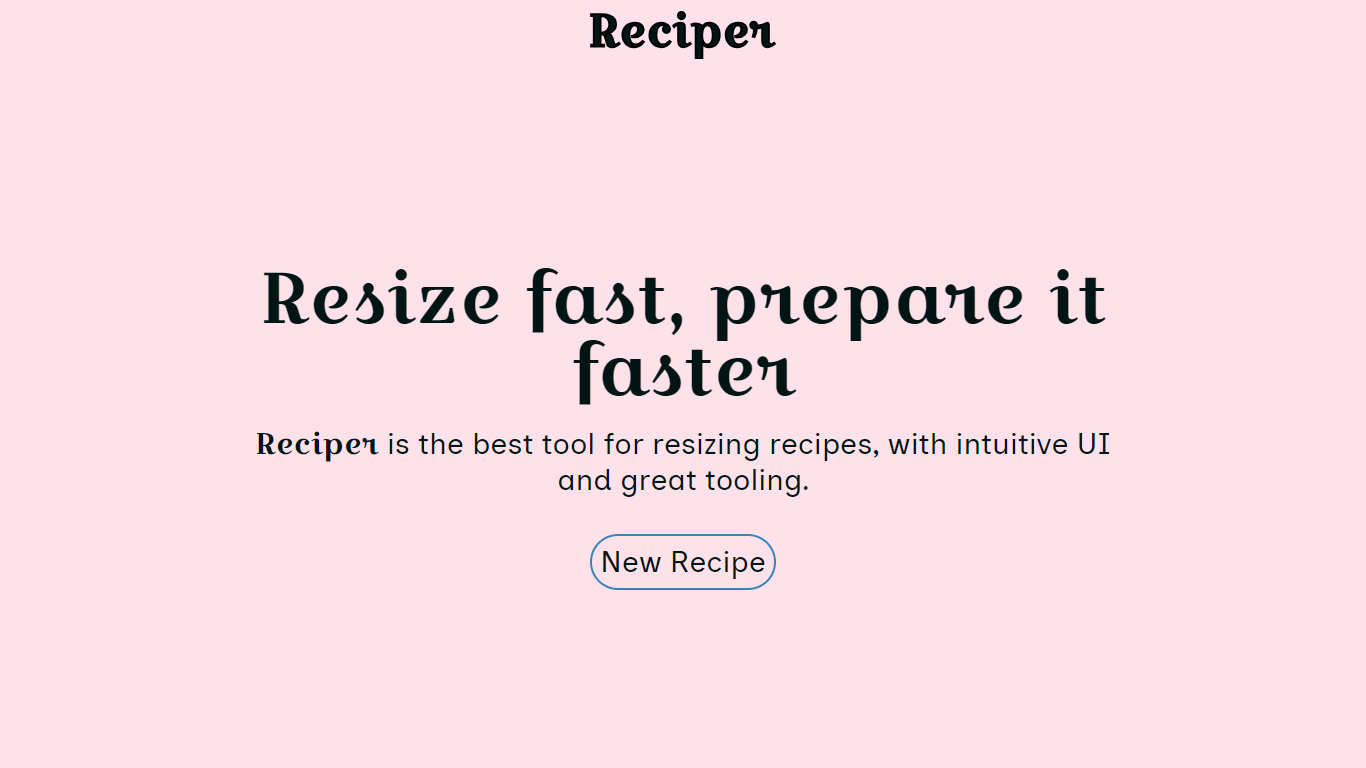 Reciper
Resize fast, prepare it
faster
Reciper is the best tool for resizing recipes, with intuitive UI
and great tooling.
New Recipe